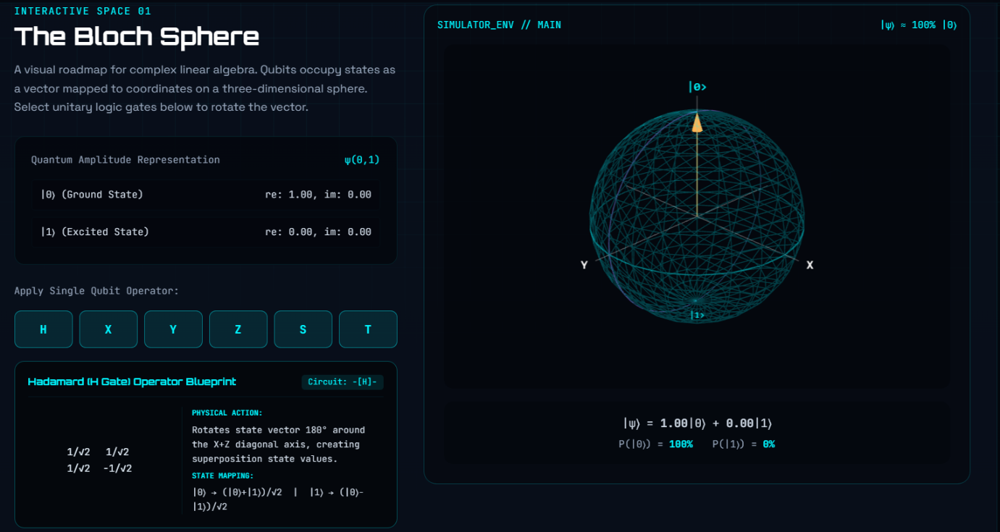 INTERACTIVE SPACE 01
The Bloch Sphere
A visual roadmap for complex linear algebra. Qubits occupy states as
a vector mapped to coordinates on a three-dimensional sphere.
Select unitary logic gates below to rotate the vector.
Quantum Amplitude Representation ψ(0,1)
|0⟩ (Ground State) re: 1.00, im: 0.00
|1⟩ (Excited State) re: 0.00, im: 0.00
Apply Single Qubit Operator:
H X Y Z S T
Hadamard (H Gate) Operator Blueprint Circuit: -[H]-
1/√2 1/√2
1/√2 -1/√2
PHYSICAL ACTION:
Rotates state vector 180° around
the X+Z diagonal axis, creating
superposition state values.
STATE MAPPING:
|0⟩ → (|0⟩+|1⟩)/√2 | |1⟩ → (|0⟩-
|1⟩)/√2
SIMULATOR_ENV // MAIN |ψ⟩ ≈ 100% |0⟩
|0>
Y X
|1>
|ψ⟩ = 1.00|0⟩ + 0.00|1⟩
P(|0⟩) = 100% P(|1⟩) = 0%